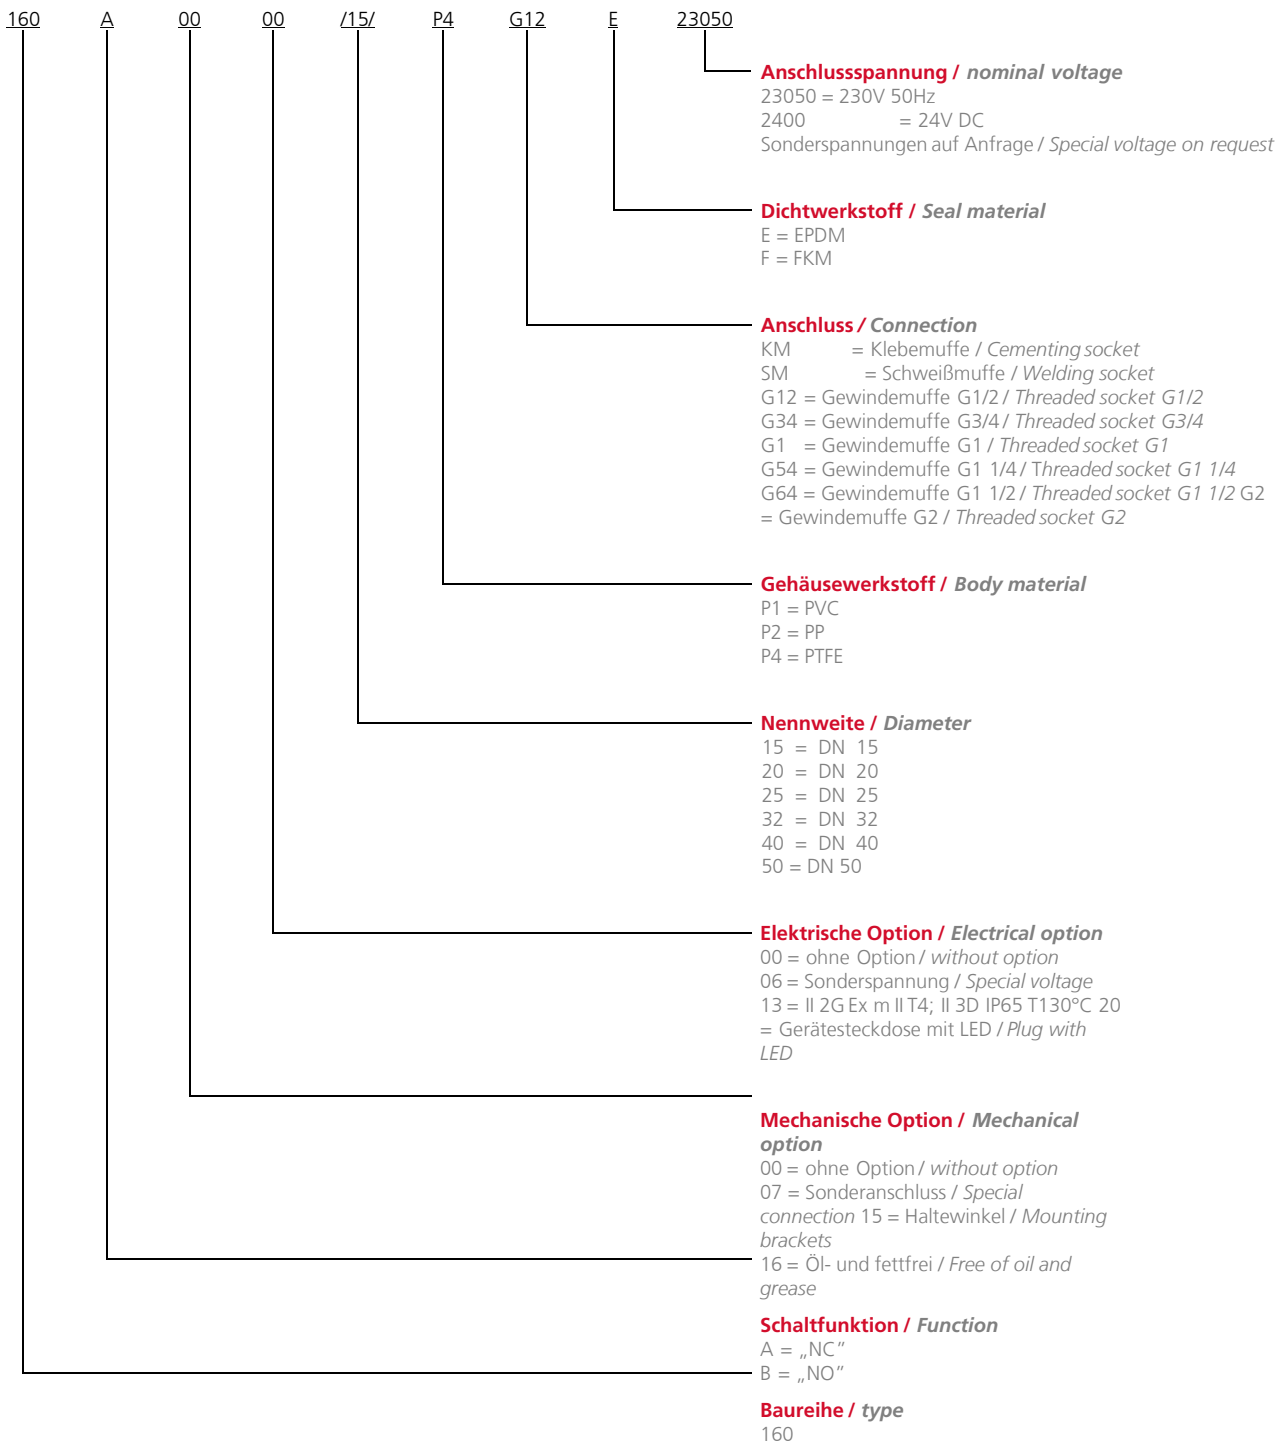 160 A 00 00 /15/ P4 G12 E 23050
Anschlussspannung / nominal voltage
23050 = 230V 50Hz
2400 = 24V DC
Sonderspannungen auf Anfrage / Special voltage on request
Dichtwerkstoff / Seal material
E = EPDM
F = FKM
Anschluss / Connection
KM = Klebemuffe / Cementing socket
SM = Schweißmuffe / Welding socket
G12 = Gewindemuffe G1/2 / Threaded socket G1/2
G34 = Gewindemuffe G3/4 / Threaded socket G3/4
G1 = Gewindemuffe G1 / Threaded socket G1
G54 = Gewindemuffe G1 1/4 / Threaded socket G1 1/4
G64 = Gewindemuffe G1 1/2 / Threaded socket G1 1/2 G2
= Gewindemuffe G2 / Threaded socket G2
Gehäusewerkstoff / Body material
P1 = PVC
P2 = PP
P4 = PTFE
Nennweite / Diameter
15 = DN 15
20 = DN 20
25 = DN 25
32 = DN 32
40 = DN 40
50 = DN 50
Elektrische Option / Electrical option
00 = ohne Option / without option
06 = Sonderspannung / Special voltage
13 = II 2G Ex m II T4; II 3D IP65 T130°C 20
= Gerätesteckdose mit LED / Plug with
LED
Mechanische Option / Mechanical
option
00 = ohne Option / without option
07 = Sonderanschluss / Special
connection 15 = Haltewinkel / Mounting
brackets
16 = Öl- und fettfrei / Free of oil and
grease
Schaltfunktion / Function
A = „NC”
B = „NO”
Baureihe / type
160